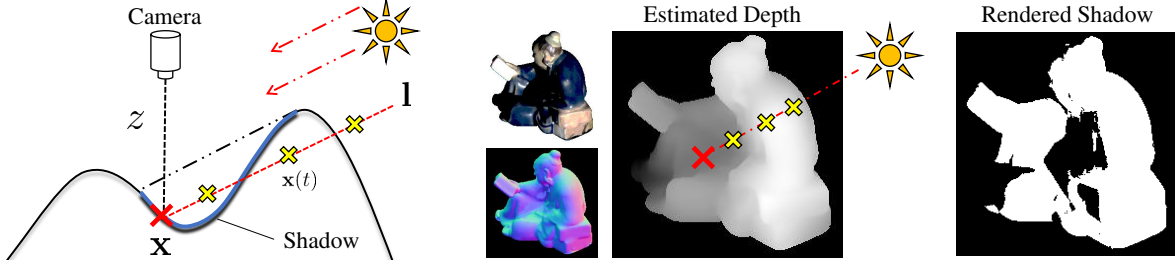 Camera
z
l
x(t)
x
Shadow
Estimated Depth
Rendered Shadow